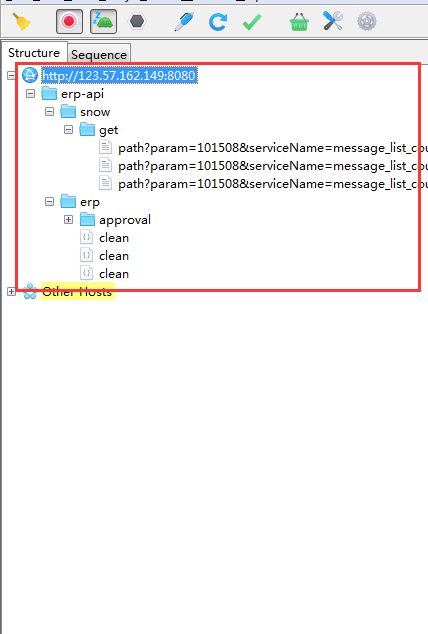 Structure
Sequence
http://123.57.162.149:8080
erp-api
snow
get
path?param=101508&serviceName=message_list_cou
path?param=101508&serviceName=message_list_cou
path?param=101508&serviceName=message_list_cou
erp
approval
clean
clean
clean
Other Hosts